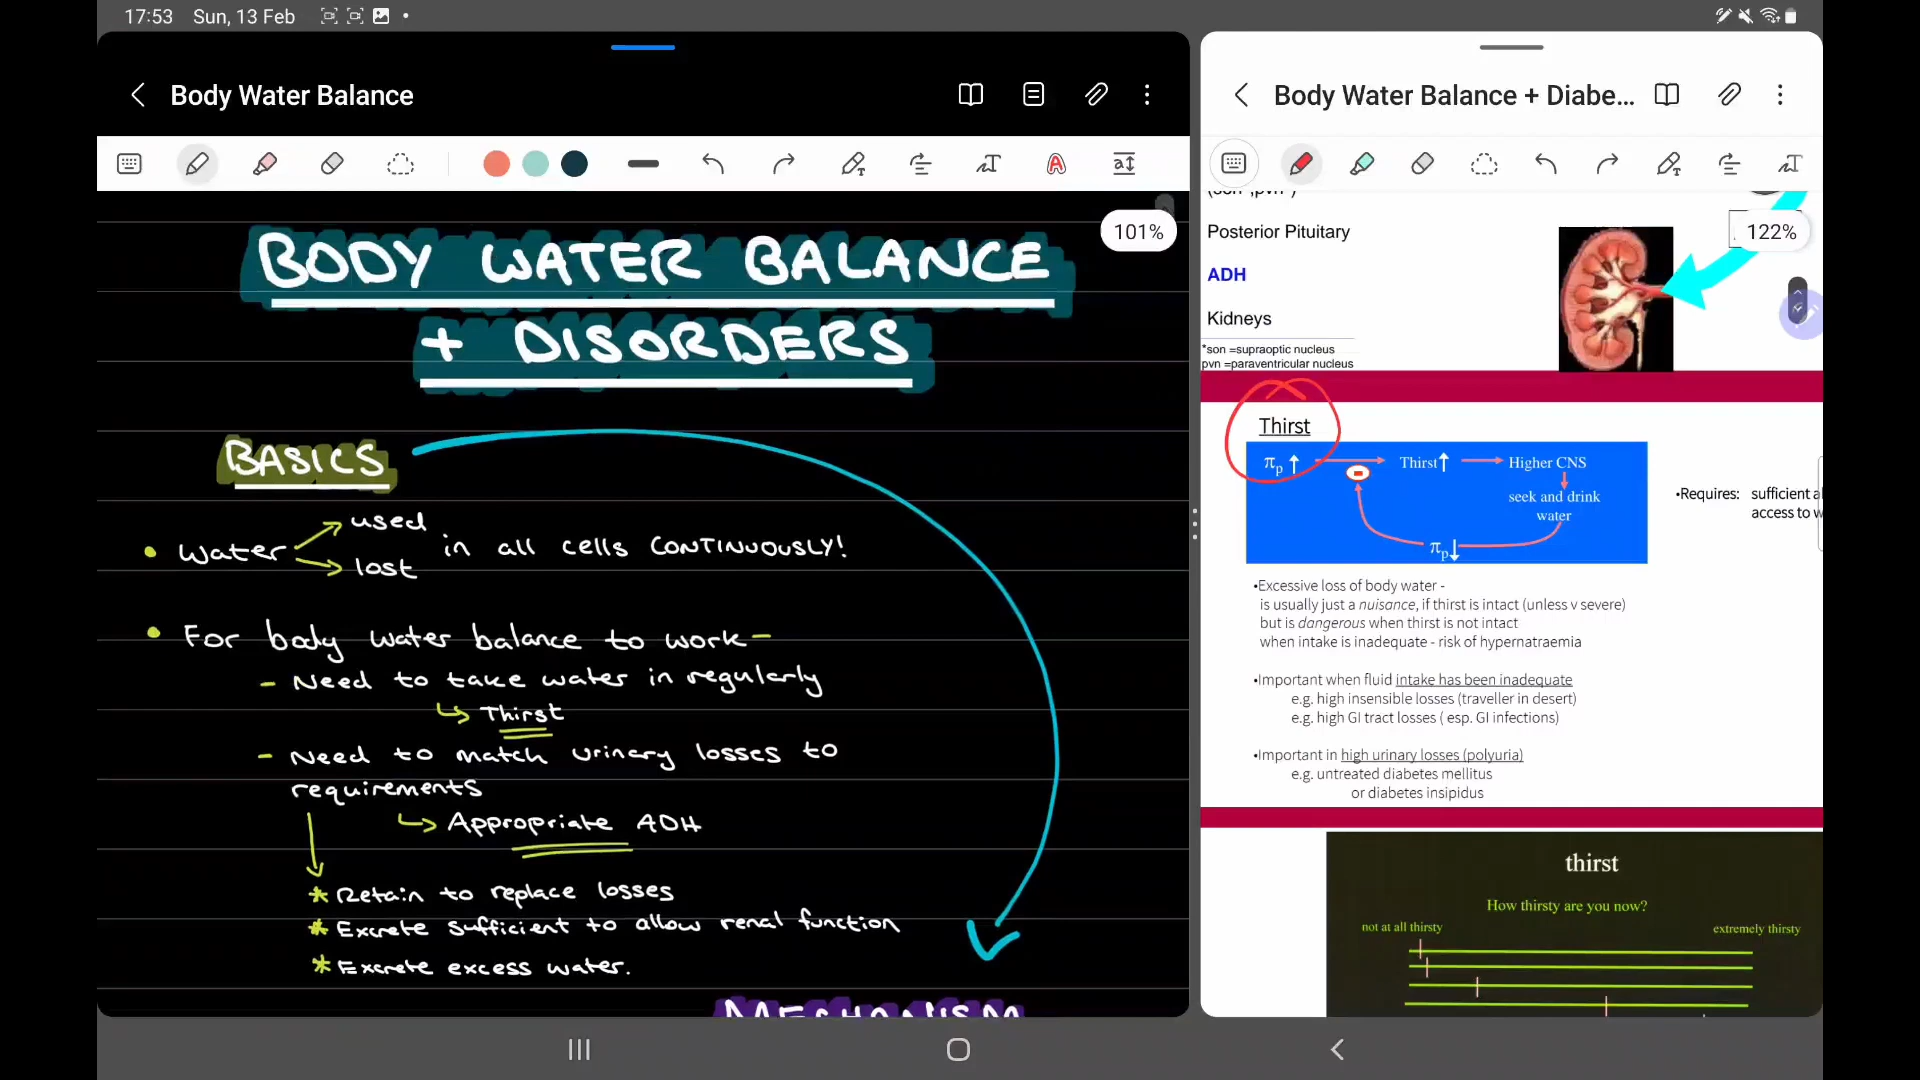 17:53 Sun, 13 Feb
Body Water Balance
101%
BODY WATER BALANCE
+ DISORDERS
BASICS
• Water
used
lost
in all cells CONTINUOUSLY!
• For body water balance to work -
- Need to take water in regularly
Thirst
- Need to match urinary losses to
requirements
Appropriate ADH
* Retain to replace losses
* Excrete sufficient to allow renal function
* Excrete excess water.
MECHANISM
Body Water Balance + Diabe...
122%
Posterior Pituitary
ADH
Kidneys
*son =supraoptic nucleus
pvn =paraventricular nucleus
Thirst
πp↑
Thirst↑
Higher CNS
seek and drink
water
πp↓
•Requires: sufficient
access to
•Excessive loss of body water -
is usually just a nuisance, if thirst is intact (unless v severe)
but is dangerous when thirst is not intact
when intake is inadequate - risk of hypernatraemia
•Important when fluid intake has been inadequate
e.g. high insensible losses (traveller in desert)
e.g. high GI tract losses ( esp. GI infections)
•Important in high urinary losses (polyuria)
e.g. untreated diabetes mellitus
or diabetes insipidus
thirst
How thirsty are you now?
not at all thirsty
extremely thirsty